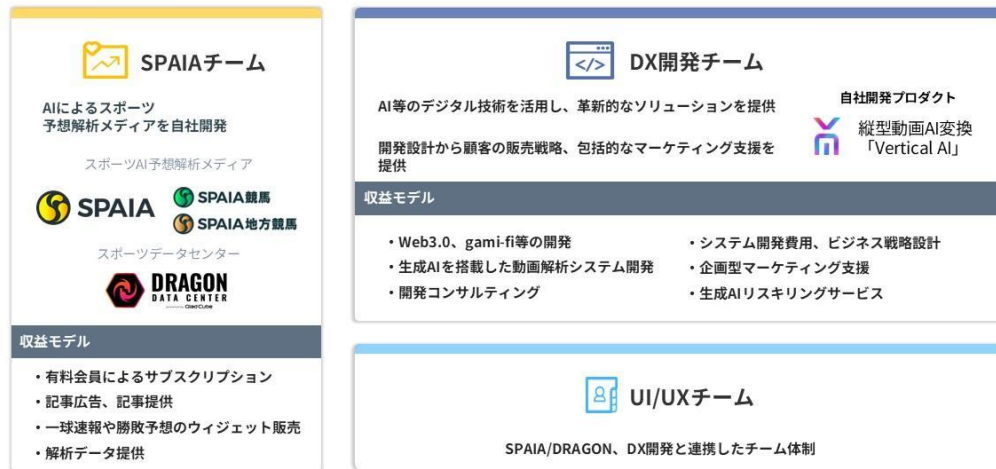 SPAIAチーム
AIによるスポーツ
予想解析メディアを自社開発
スポーツAI予想解析メディア
SPAIA
SPAIA競馬
SPAIA地方競馬
スポーツデータセンター
DRAGON
DATA CENTER
GladCube
収益モデル
・有料会員によるサブスクリプション
・記事広告、記事提供
・一球速報や勝敗予想のウィジェット販売
・解析データ提供
</> DX開発チーム
AI等のデジタル技術を活用し、革新的なソリューションを提供
開発設計から顧客の販売戦略、包括的なマーケティング支援を
提供
自社開発プロダクト
縦型動画AI変換
「Vertical AI」
収益モデル
・Web3.0、gami-fi等の開発
・生成AIを搭載した動画解析システム開発
・開発コンサルティング
・システム開発費用、ビジネス戦略設計
・企画型マーケティング支援
・生成AIリスキリングサービス
UI/UXチーム
SPAIA/DRAGON、DX開発と連携したチーム体制